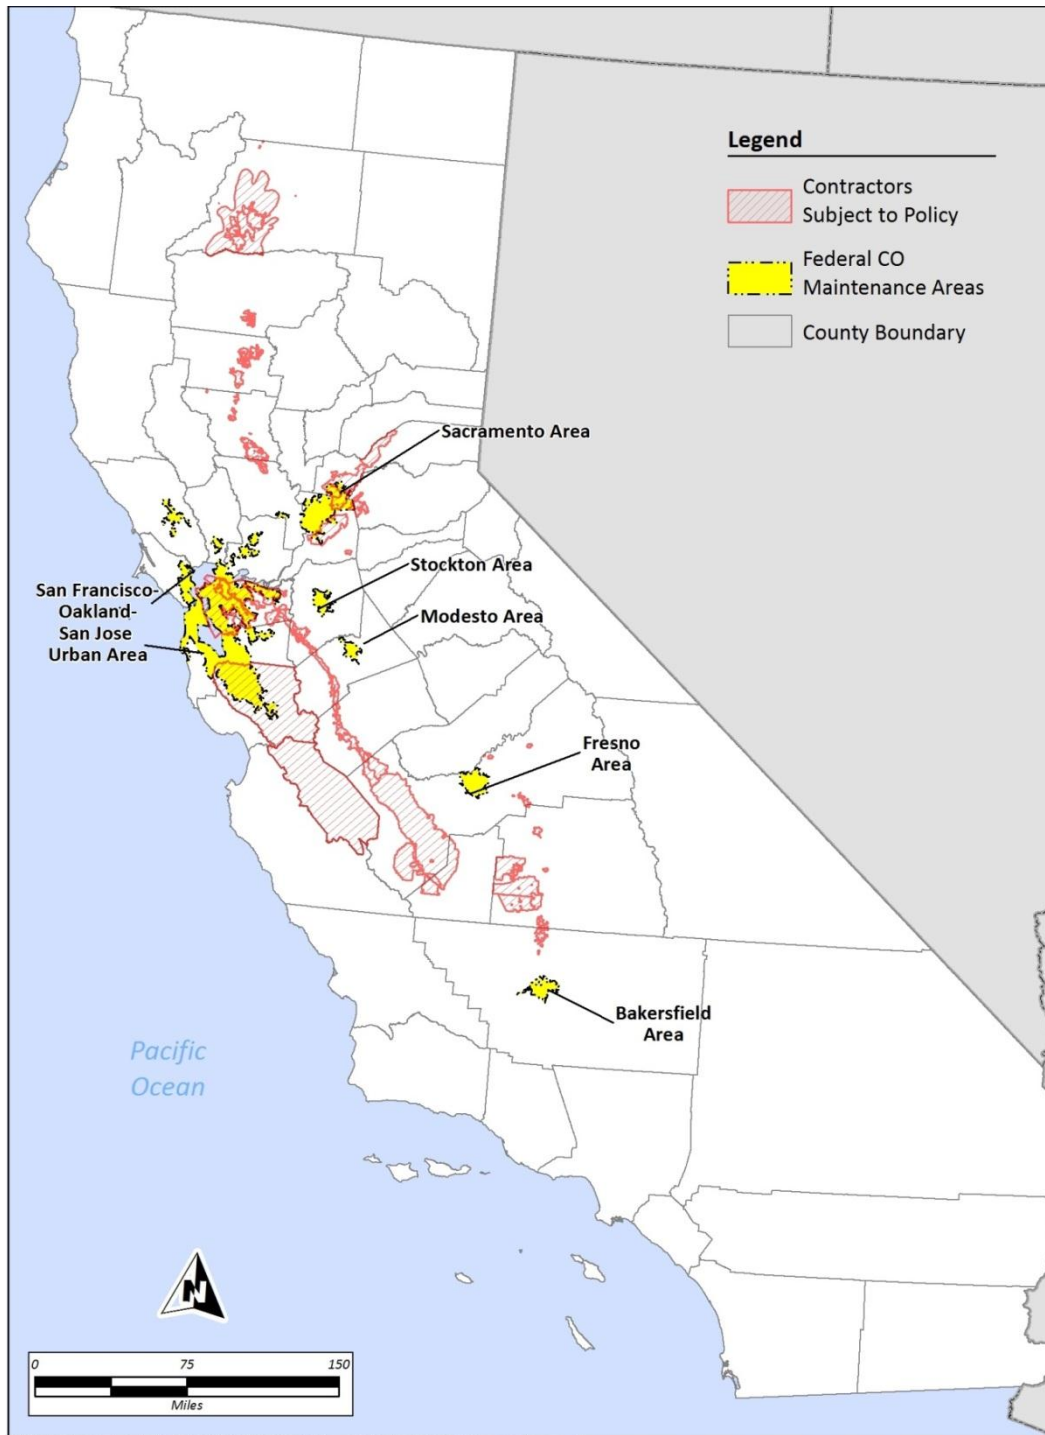 Legend
Contractors
Subject to Policy
Federal CO
Maintenance Areas
County Boundary
Sacramento Area
Stockton Area
Modesto Area
San Francisco-
Oakland-
San Jose
Urban Area
Fresno
Area
Bakersfield
Area
Pacific
Ocean
N
0 75 150
Miles